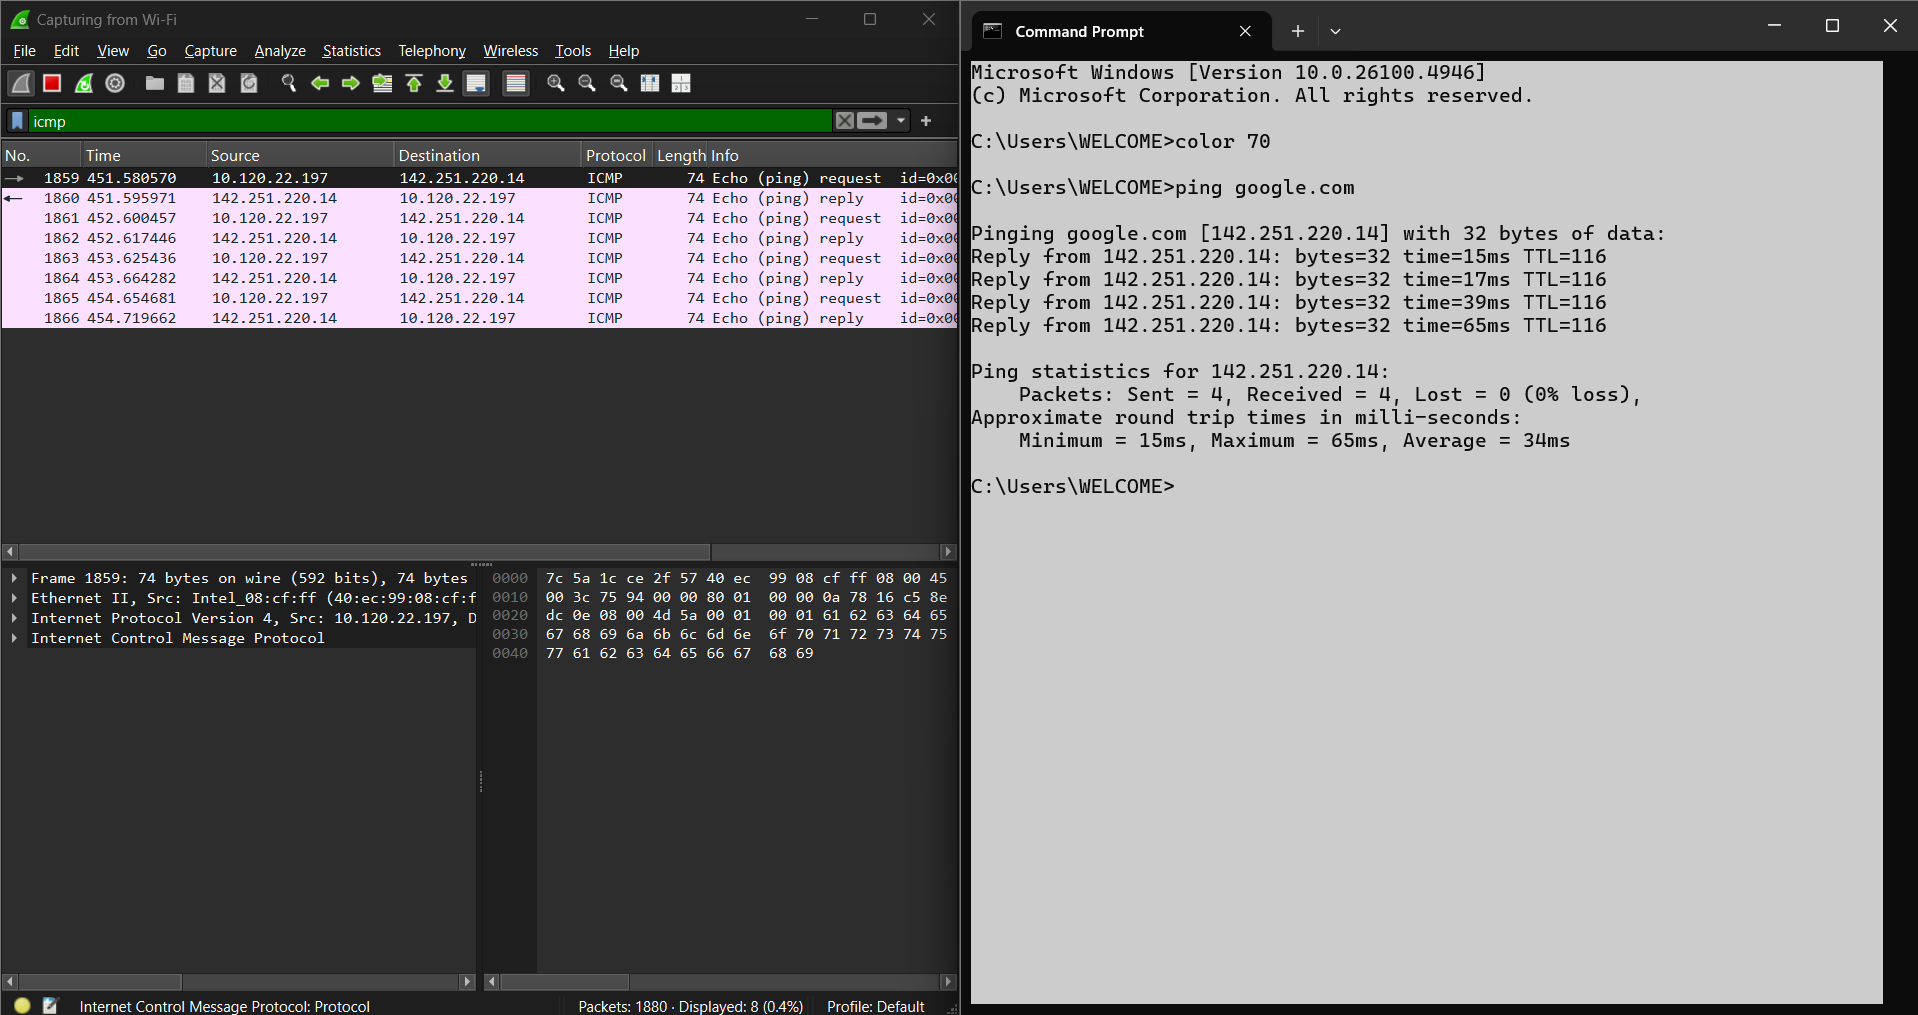 Capturing from Wi-Fi
File Edit View Go Capture Analyze Statistics Telephony Wireless Tools Help
icmp
No. Time Source Destination Protocol Length Info
1859 451.580570 10.120.22.197 142.251.220.14 ICMP 74 Echo (ping) request id=0x00
1860 451.595971 142.251.220.14 10.120.22.197 ICMP 74 Echo (ping) reply id=0x00
1861 452.600457 10.120.22.197 142.251.220.14 ICMP 74 Echo (ping) request id=0x00
1862 452.617446 142.251.220.14 10.120.22.197 ICMP 74 Echo (ping) reply id=0x00
1863 453.625436 10.120.22.197 142.251.220.14 ICMP 74 Echo (ping) request id=0x00
1864 453.664282 142.251.220.14 10.120.22.197 ICMP 74 Echo (ping) reply id=0x00
1865 454.654681 10.120.22.197 142.251.220.14 ICMP 74 Echo (ping) request id=0x00
1866 454.719662 142.251.220.14 10.120.22.197 ICMP 74 Echo (ping) reply id=0x00
Frame 1859: 74 bytes on wire (592 bits), 74 bytes
Ethernet II, Src: Intel_08:cf:ff (40:ec:99:08:cf:f
Internet Protocol Version 4, Src: 10.120.22.197, D
Internet Control Message Protocol
0000 7c 5a 1c ce 2f 57 40 ec 99 08 cf ff 08 00 45
0010 00 3c 75 94 00 00 80 01 00 00 0a 78 16 c5 8e
0020 dc 0e 08 00 4d 5a 00 01 00 01 61 62 63 64 65
0030 67 68 69 6a 6b 6c 6d 6e 6f 70 71 72 73 74 75
0040 77 61 62 63 64 65 66 67 68 69
Internet Control Message Protocol: Protocol
Packets: 1880 · Displayed: 8 (0.4%)
Profile: Default
Command Prompt
Microsoft Windows [Version 10.0.26100.4946]
(c) Microsoft Corporation. All rights reserved.
C:\Users\WELCOME>color 70
C:\Users\WELCOME>ping google.com
Pinging google.com [142.251.220.14] with 32 bytes of data:
Reply from 142.251.220.14: bytes=32 time=15ms TTL=116
Reply from 142.251.220.14: bytes=32 time=17ms TTL=116
Reply from 142.251.220.14: bytes=32 time=39ms TTL=116
Reply from 142.251.220.14: bytes=32 time=65ms TTL=116
Ping statistics for 142.251.220.14:
Packets: Sent = 4, Received = 4, Lost = 0 (0% loss),
Approximate round trip times in milli-seconds:
Minimum = 15ms, Maximum = 65ms, Average = 34ms
C:\Users\WELCOME>